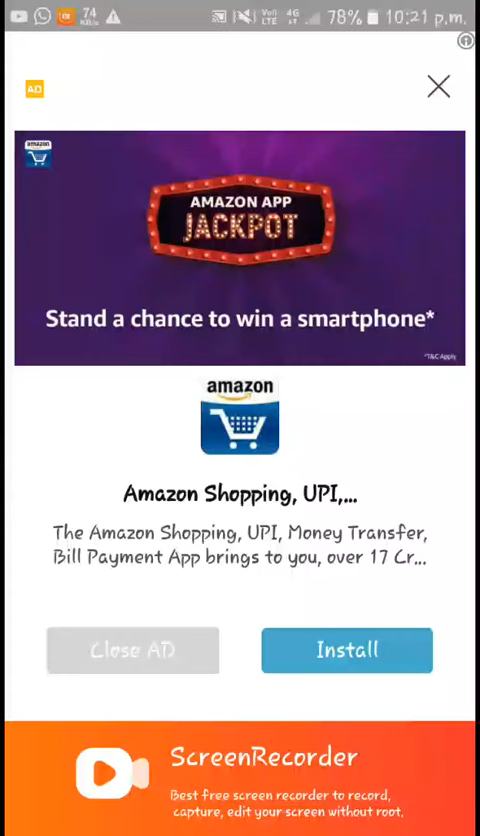 74
KB/s
VoD
LTE
4G
78%
10:21 p.m.
AD
amazon
AMAZON APP
JACKPOT
Stand a chance to win a smartphone*
*T&C Apply
amazon
Amazon Shopping, UPI,...
The Amazon Shopping, UPI, Money Transfer,
Bill Payment App brings to you, over 17 Cr...
Close AD
Install
ScreenRecorder
Best free screen recorder to record,
capture, edit your screen without root.